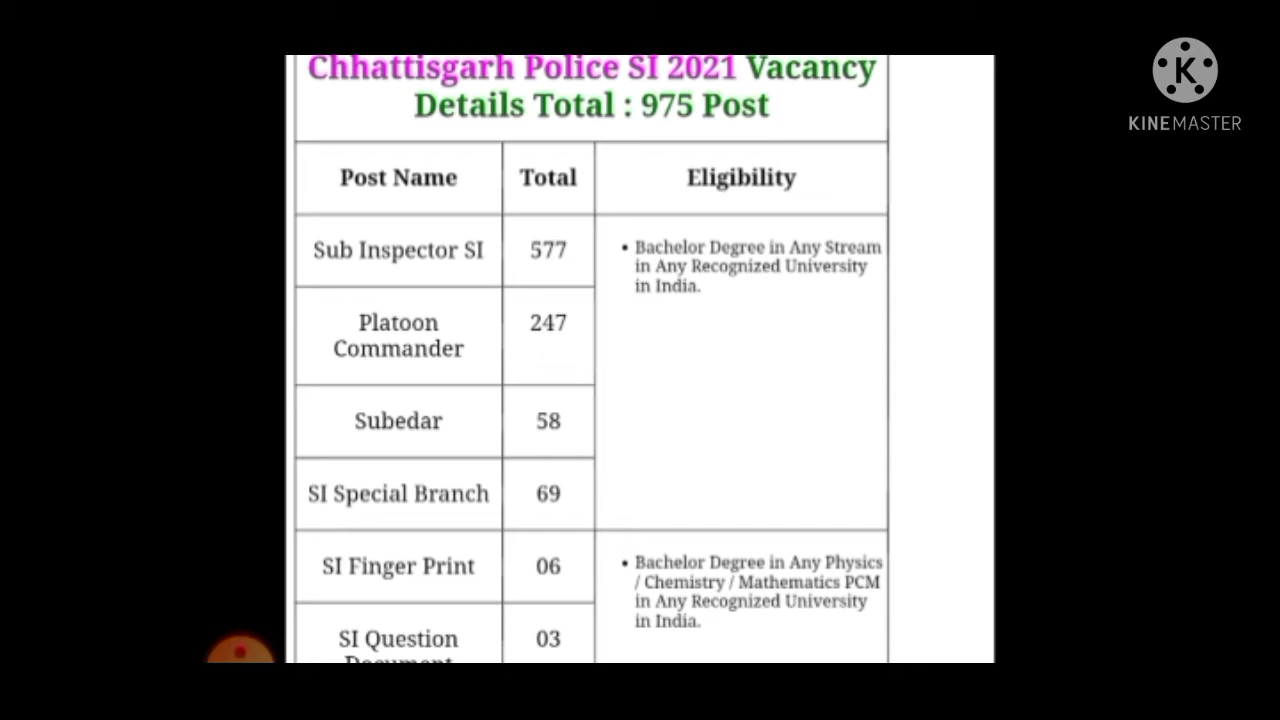 Chhattisgarh Police SI 2021 Vacancy
Details Total : 975 Post
Post Name Total Eligibility
Sub Inspector SI 577
• Bachelor Degree in Any Stream
in Any Recognized University
in India.
Platoon
Commander
247
Subedar 58
SI Special Branch 69
SI Finger Print 06
• Bachelor Degree in Any Physics
/ Chemistry / Mathematics PCM
in Any Recognized University
in India.
SI Question
03
KINEMASTER